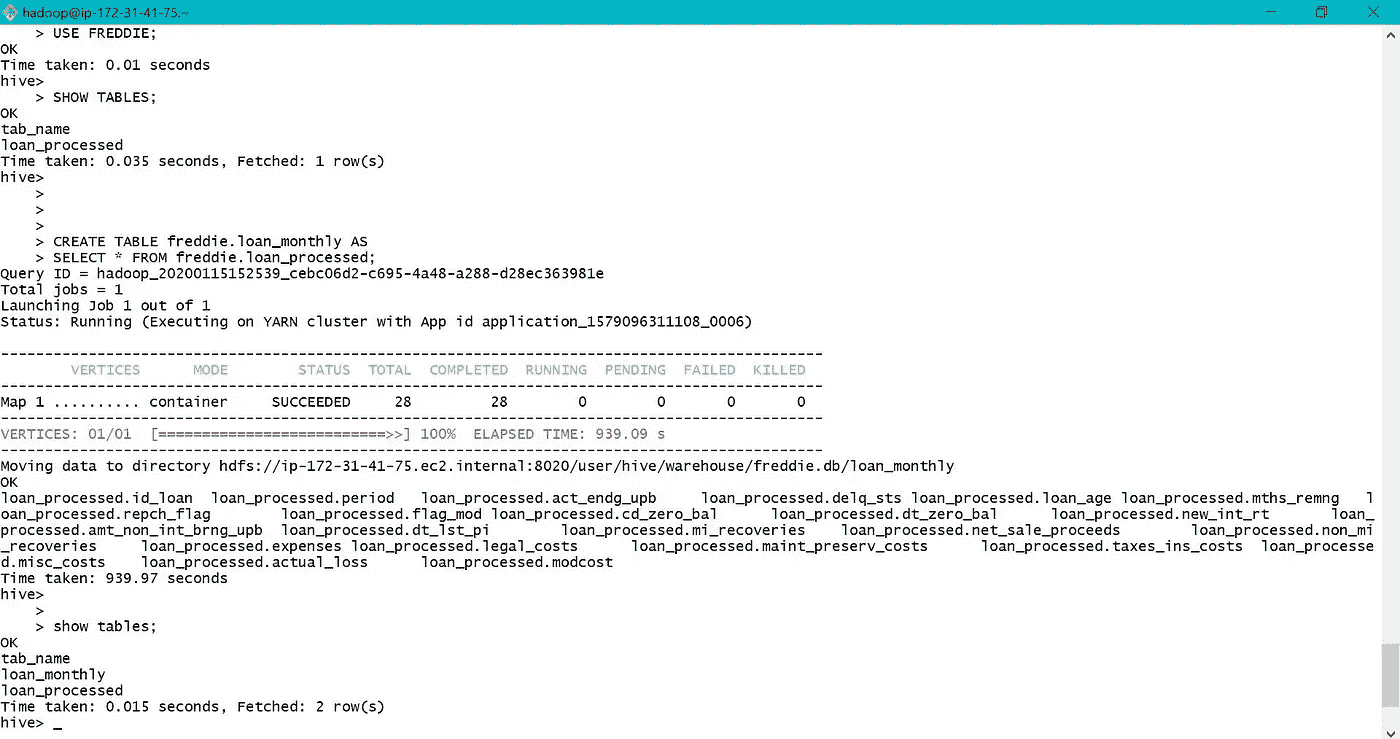 hadoop@ip-172-31-41-75:~
    > USE FREDDIE;
OK
Time taken: 0.01 seconds
hive>
    > SHOW TABLES;
OK
tab_name
loan_processed
Time taken: 0.035 seconds, Fetched: 1 row(s)
hive>
    >
    >
    >
    > CREATE TABLE freddie.loan_monthly AS
    > SELECT * FROM freddie.loan_processed;
Query ID = hadoop_20200115152539_cebc06d2-c695-4a48-a288-d28ec363981e
Total jobs = 1
Launching Job 1 out of 1
Status: Running (Executing on YARN cluster with App id application_1579096311108_0006)
----------------------------------------------------------------------------------------------
        VERTICES      MODE        STATUS  TOTAL  COMPLETED  RUNNING  PENDING  FAILED  KILLED
----------------------------------------------------------------------------------------------
Map 1 .......... container     SUCCEEDED     28         28        0        0       0       0
----------------------------------------------------------------------------------------------
VERTICES: 01/01  [==========================>>] 100%  ELAPSED TIME: 939.09 s
----------------------------------------------------------------------------------------------
Moving data to directory hdfs://ip-172-31-41-75.ec2.internal:8020/user/hive/warehouse/freddie.db/loan_monthly
OK
loan_processed.id_loan  loan_processed.period   loan_processed.act_endg_upb     loan_processed.delq_sts loan_processed.loan_age loan_processed.mths_remng   l
oan_processed.repch_flag        loan_processed.flag_mod loan_processed.cd_zero_bal      loan_processed.dt_zero_bal      loan_processed.new_int_rt       loan_
processed.amt_non_int_brng_upb  loan_processed.dt_lst_pi        loan_processed.mi_recoveries    loan_processed.net_sale_proceeds        loan_processed.non_mi
_recoveries     loan_processed.expenses loan_processed.legal_costs      loan_processed.maint_preserv_costs      loan_processed.taxes_ins_costs  loan_processe
d.misc_costs    loan_processed.actual_loss      loan_processed.modcost
Time taken: 939.97 seconds
hive>
    >
    > show tables;
OK
tab_name
loan_monthly
loan_processed
Time taken: 0.015 seconds, Fetched: 2 row(s)
hive> _